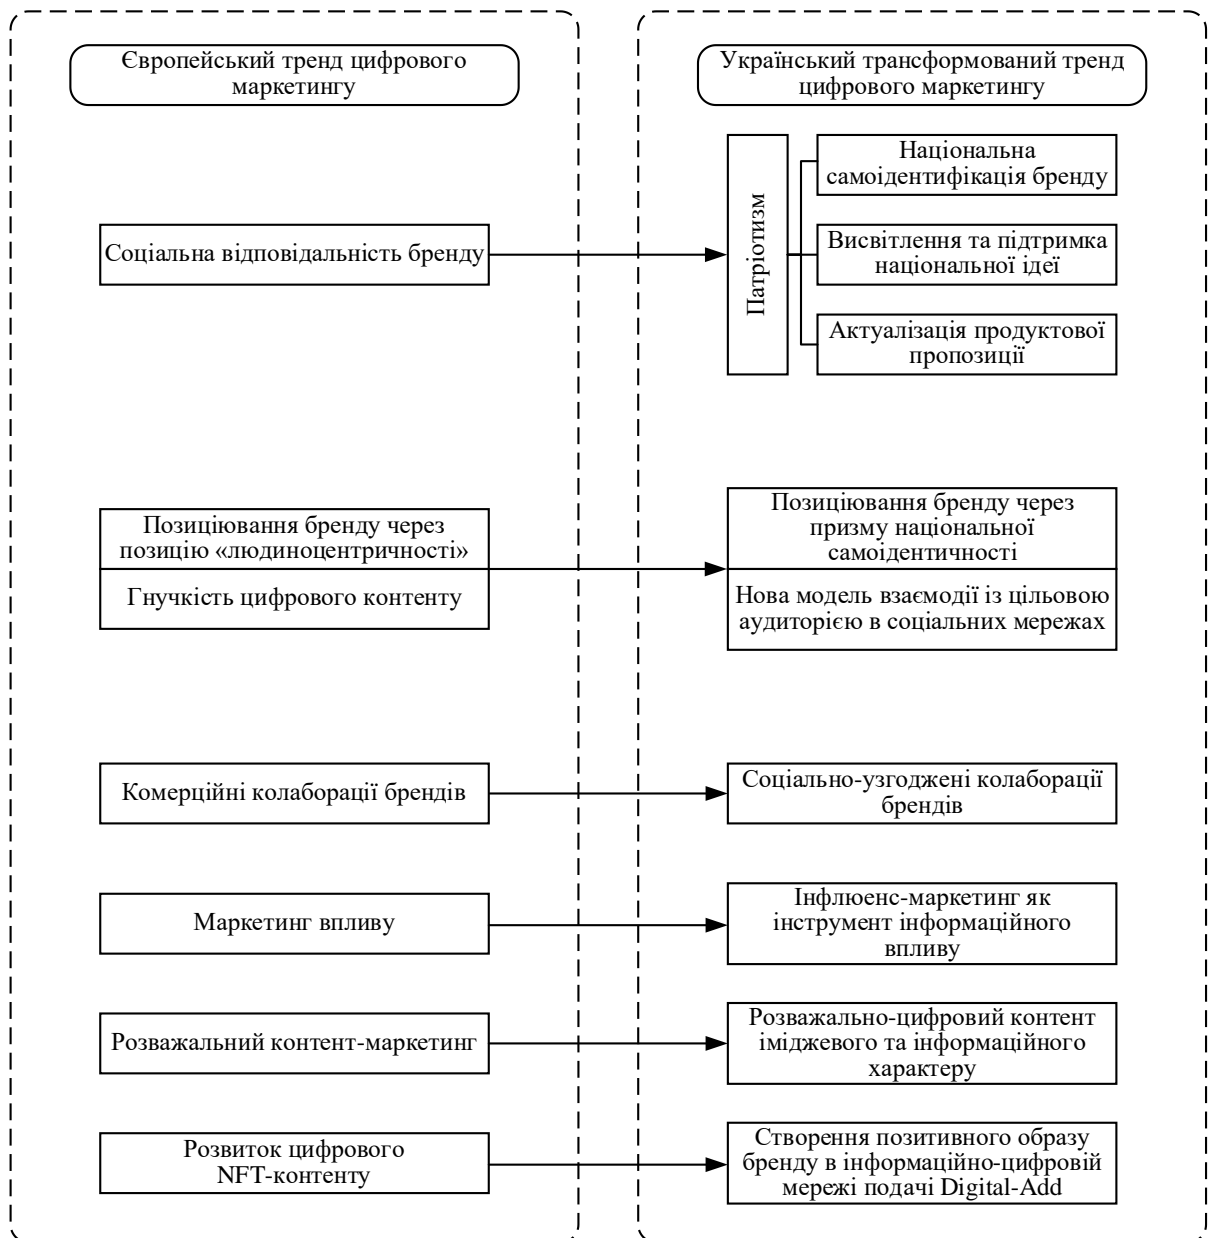 Європейський тренд цифрового
маркетингу
Український трансформований тренд
цифрового маркетингу
Соціальна відповідальність бренду
Патріотизм
Національна
самоідентифікація бренду
Висвітлення та підтримка
національної ідеї
Актуалізація продуктової
пропозиції
Позиціювання бренду через
позицію «людиноцентричності»
Гнучкість цифрового контенту
Позиціювання бренду через
призму національної
самоідентичності
Нова модель взаємодії із цільовою
аудиторією в соціальних мережах
Комерційні колаборації брендів
Соціально-узгоджені колаборації
брендів
Маркетинг впливу
Інфлюенс-маркетинг як
інструмент інформаційного
впливу
Розважальний контент-маркетинг
Розважально-цифровий контент
іміджевого та інформаційного
характеру
Розвиток цифрового
NFT-контенту
Створення позитивного образу
бренду в інформаційно-цифровій
мережі подачі Digital-Add